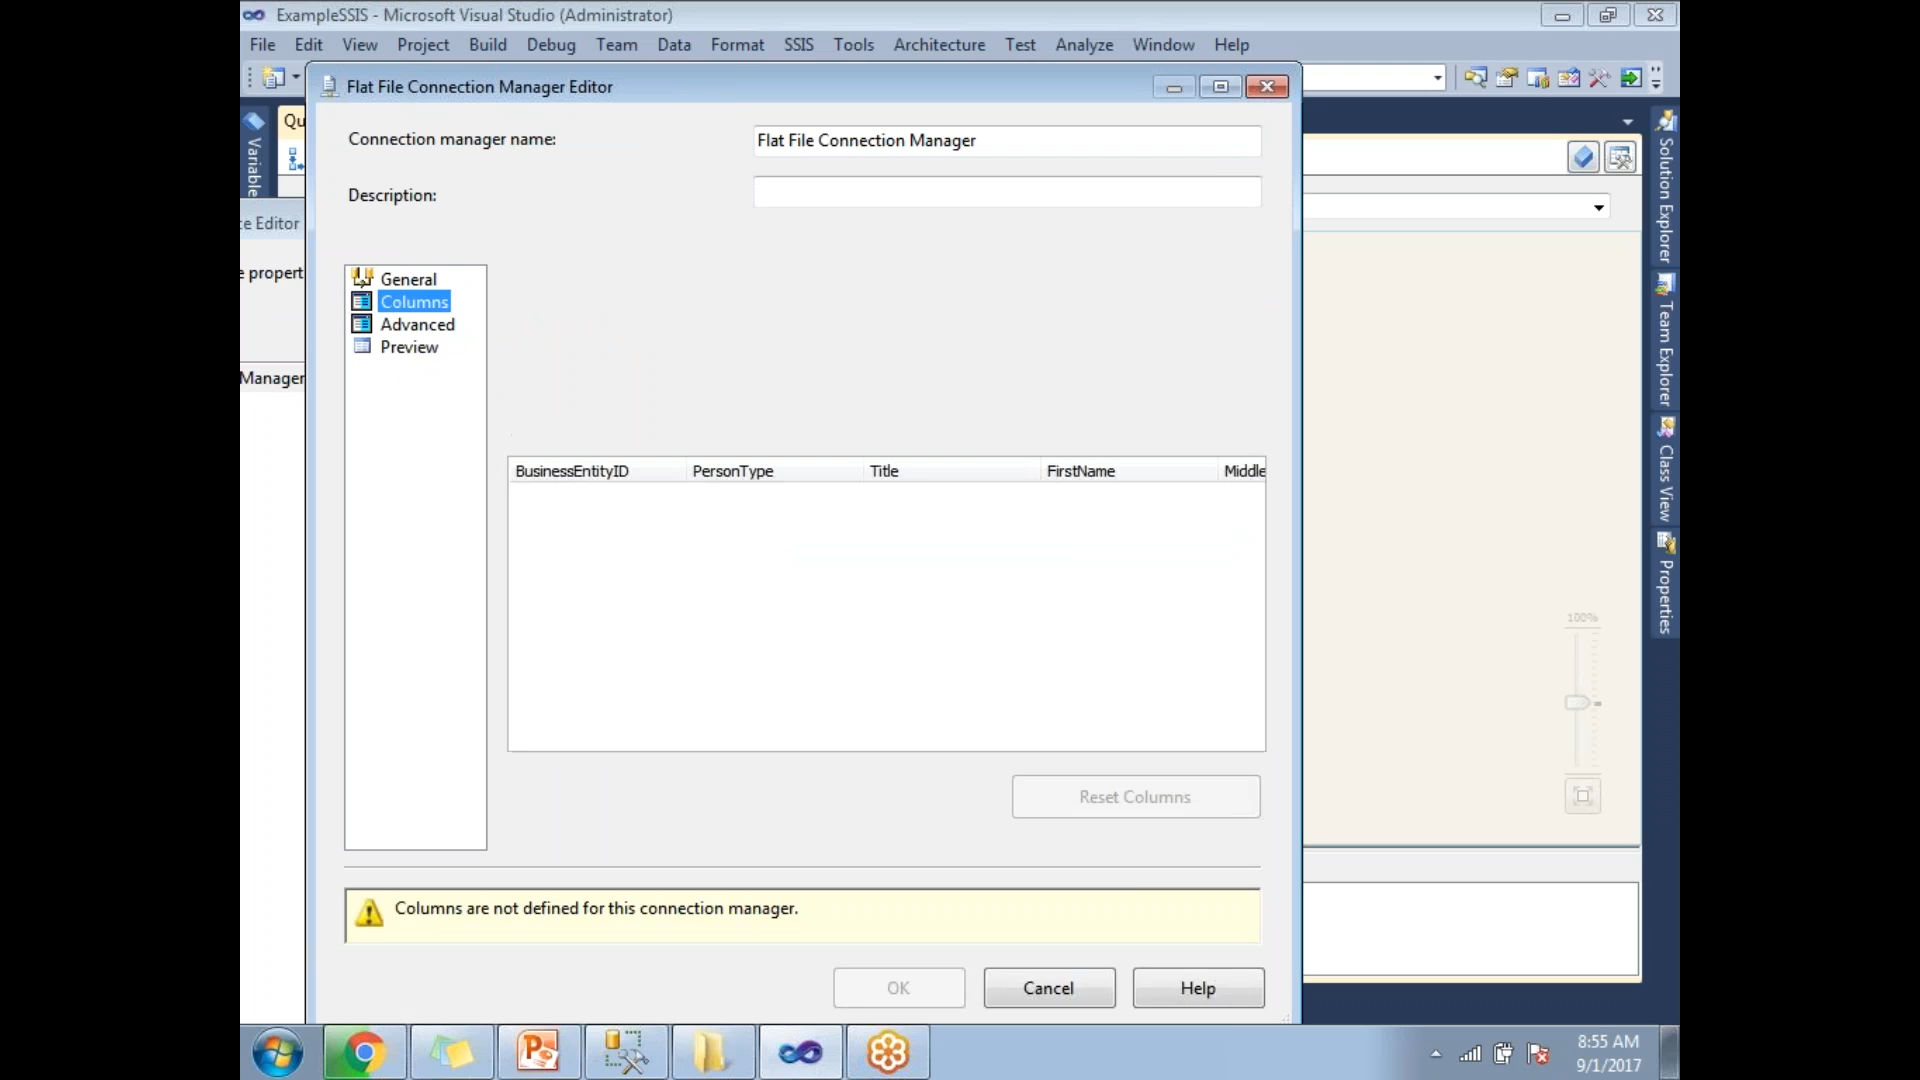 ExampleSSIS - Microsoft Visual Studio (Administrator)
File Edit View Project Build Debug Team Data Format SSIS Tools Architecture Test Analyze Window Help
Flat File Connection Manager Editor
Qu
Variable
Connection manager name:
Flat File Connection Manager
Description:
ce Editor
e propert
Manager
General
Columns
Advanced
Preview
BusinessEntityID PersonType Title FirstName Middle
Reset Columns
Columns are not defined for this connection manager.
OK Cancel Help
Solution Explorer
Team Explorer
Class View
Properties
100%
8:55 AM
9/1/2017